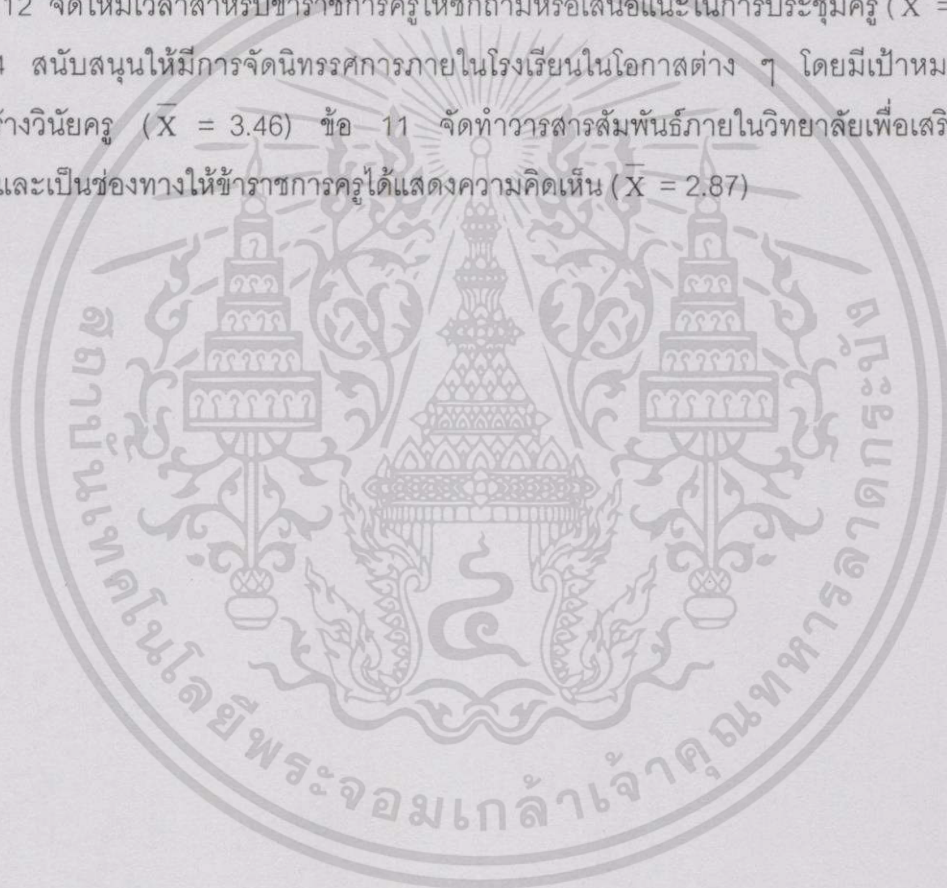 12 จัดให้มีเวลาสำหรับข้าราชการครูให้ซักถามหรือเสนอแนะในการประชุมครู ( X̄ =
4 สนับสนุนให้มีการจัดนิทรรศการภายในโรงเรียนในโอกาสต่าง ๆ โดยมีเป้าหม
ร้างวินัยครู ( X̄ = 3.46) ข้อ 11 จัดทำวารสารสัมพันธ์ภายในวิทยาลัยเพื่อเสริ
และเป็นช่องทางให้ข้าราชการครูได้แสดงความคิดเห็น ( X̄ = 2.87)
สถาบันเทคโนโลยีพระจอมเกล้าเจ้าคุณทหารลาดกระบัง